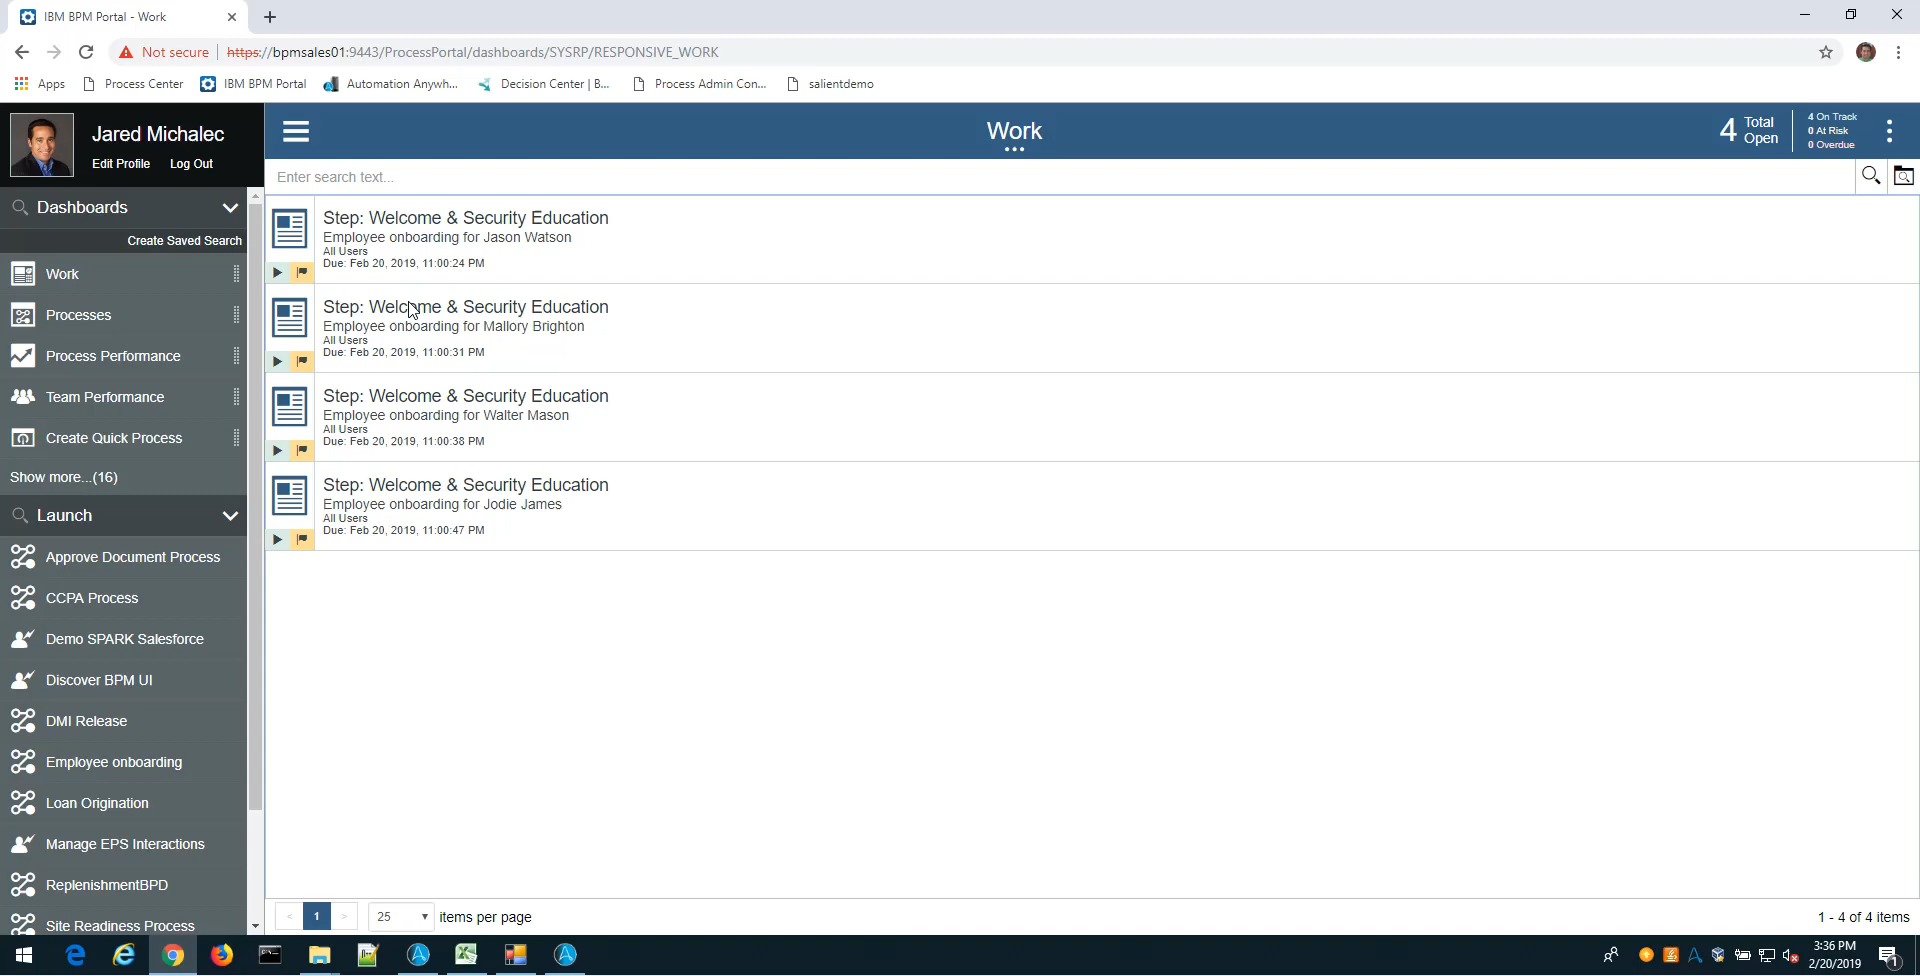 IBM BPM Portal - Work
Not secure | https://bpmsales01:9443/ProcessPortal/dashboards/SYSRP/RESPONSIVE_WORK
Apps Process Center IBM BPM Portal Automation Anywh... Decision Center | B... Process Admin Con... salientdemo
Jared Michalec
Edit Profile Log Out
Work
4 Total Open
4 On Track
0 At Risk
0 Overdue
Enter search text...
Dashboards
Create Saved Search
Work
Processes
Process Performance
Team Performance
Create Quick Process
Show more...(16)
Launch
Approve Document Process
CCPA Process
Demo SPARK Salesforce
Discover BPM UI
DMI Release
Employee onboarding
Loan Origination
Manage EPS Interactions
ReplenishmentBPD
Site Readiness Process
Step: Welcome & Security Education
Employee onboarding for Jason Watson
All Users
Due: Feb 20, 2019, 11:00:24 PM
Step: Welcome & Security Education
Employee onboarding for Mallory Brighton
All Users
Due: Feb 20, 2019, 11:00:31 PM
Step: Welcome & Security Education
Employee onboarding for Walter Mason
All Users
Due: Feb 20, 2019, 11:00:38 PM
Step: Welcome & Security Education
Employee onboarding for Jodie James
All Users
Due: Feb 20, 2019, 11:00:47 PM
< 1 > 25 items per page
1 - 4 of 4 items
3:36 PM
2/20/2019
1